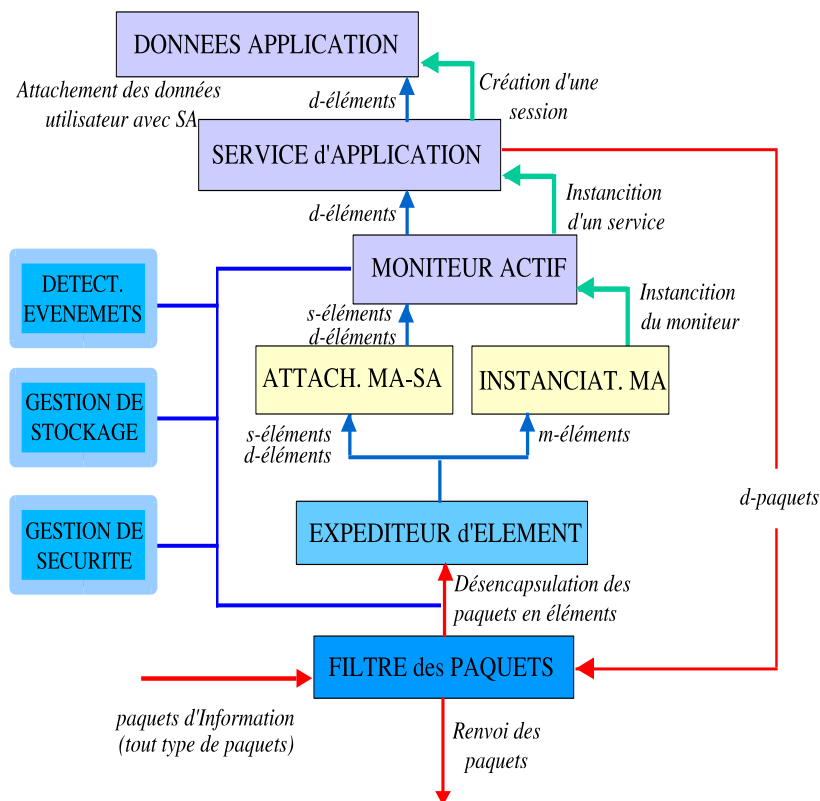 DONNEES APPLICATION
Attachement des données
utilisateur avec SA
d-éléments
Création d'une
session
SERVICE d'APPLICATION
d-éléments
Instancition
d'un service
DETECT.
EVENEMETS
MONITEUR ACTIF
s-éléments
d-éléments
Instancition
du moniteur
GESTION DE
STOCKAGE
ATTACH. MA-SA
INSTANCIAT. MA
s-éléments
d-éléments
m-éléments
d-paquets
GESTION DE
SECURITE
EXPEDITEUR d'ELEMENT
Désencapsulation des
paquets en éléments
FILTRE des PAQUETS
paquets d'Information
(tout type de paquets)
Renvoi des
paquets